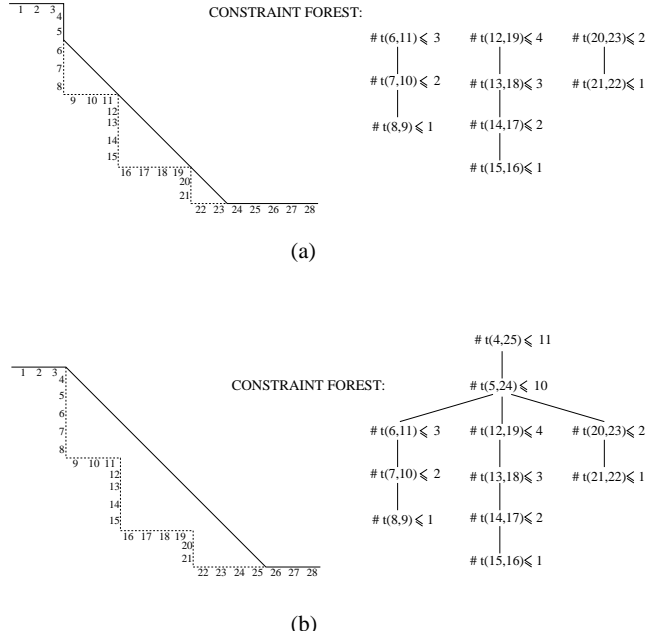 CONSTRAINT FOREST:
1 2 3
4
5
6
7
8
9 10 11
12
13
14
15
16 17 18 19
20
21
22 23 24 25 26 27 28
# t(6,11) ⩽ 3 # t(12,19) ⩽ 4 # t(20,23) ⩽ 2
# t(7,10) ⩽ 2 # t(13,18) ⩽ 3 # t(21,22) ⩽ 1
# t(8,9) ⩽ 1 # t(14,17) ⩽ 2
# t(15,16) ⩽ 1
(a)
1 2 3
4
5
6
7
8
9 10 11
12
13
14
15
16 17 18 19
20
21
22 23 24 25 26 27 28
CONSTRAINT FOREST:
# t(4,25) ⩽ 11
# t(5,24) ⩽ 10
# t(6,11) ⩽ 3 # t(12,19) ⩽ 4 # t(20,23) ⩽ 2
# t(7,10) ⩽ 2 # t(13,18) ⩽ 3 # t(21,22) ⩽ 1
# t(8,9) ⩽ 1 # t(14,17) ⩽ 2
# t(15,16) ⩽ 1
(b)